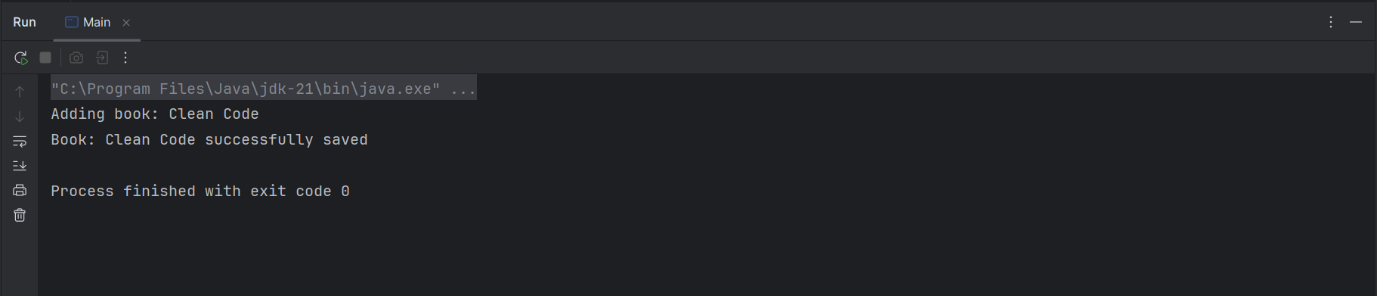 Run Main
"C:\Program Files\Java\jdk-21\bin\java.exe" ...
Adding book: Clean Code
Book: Clean Code successfully saved
Process finished with exit code 0